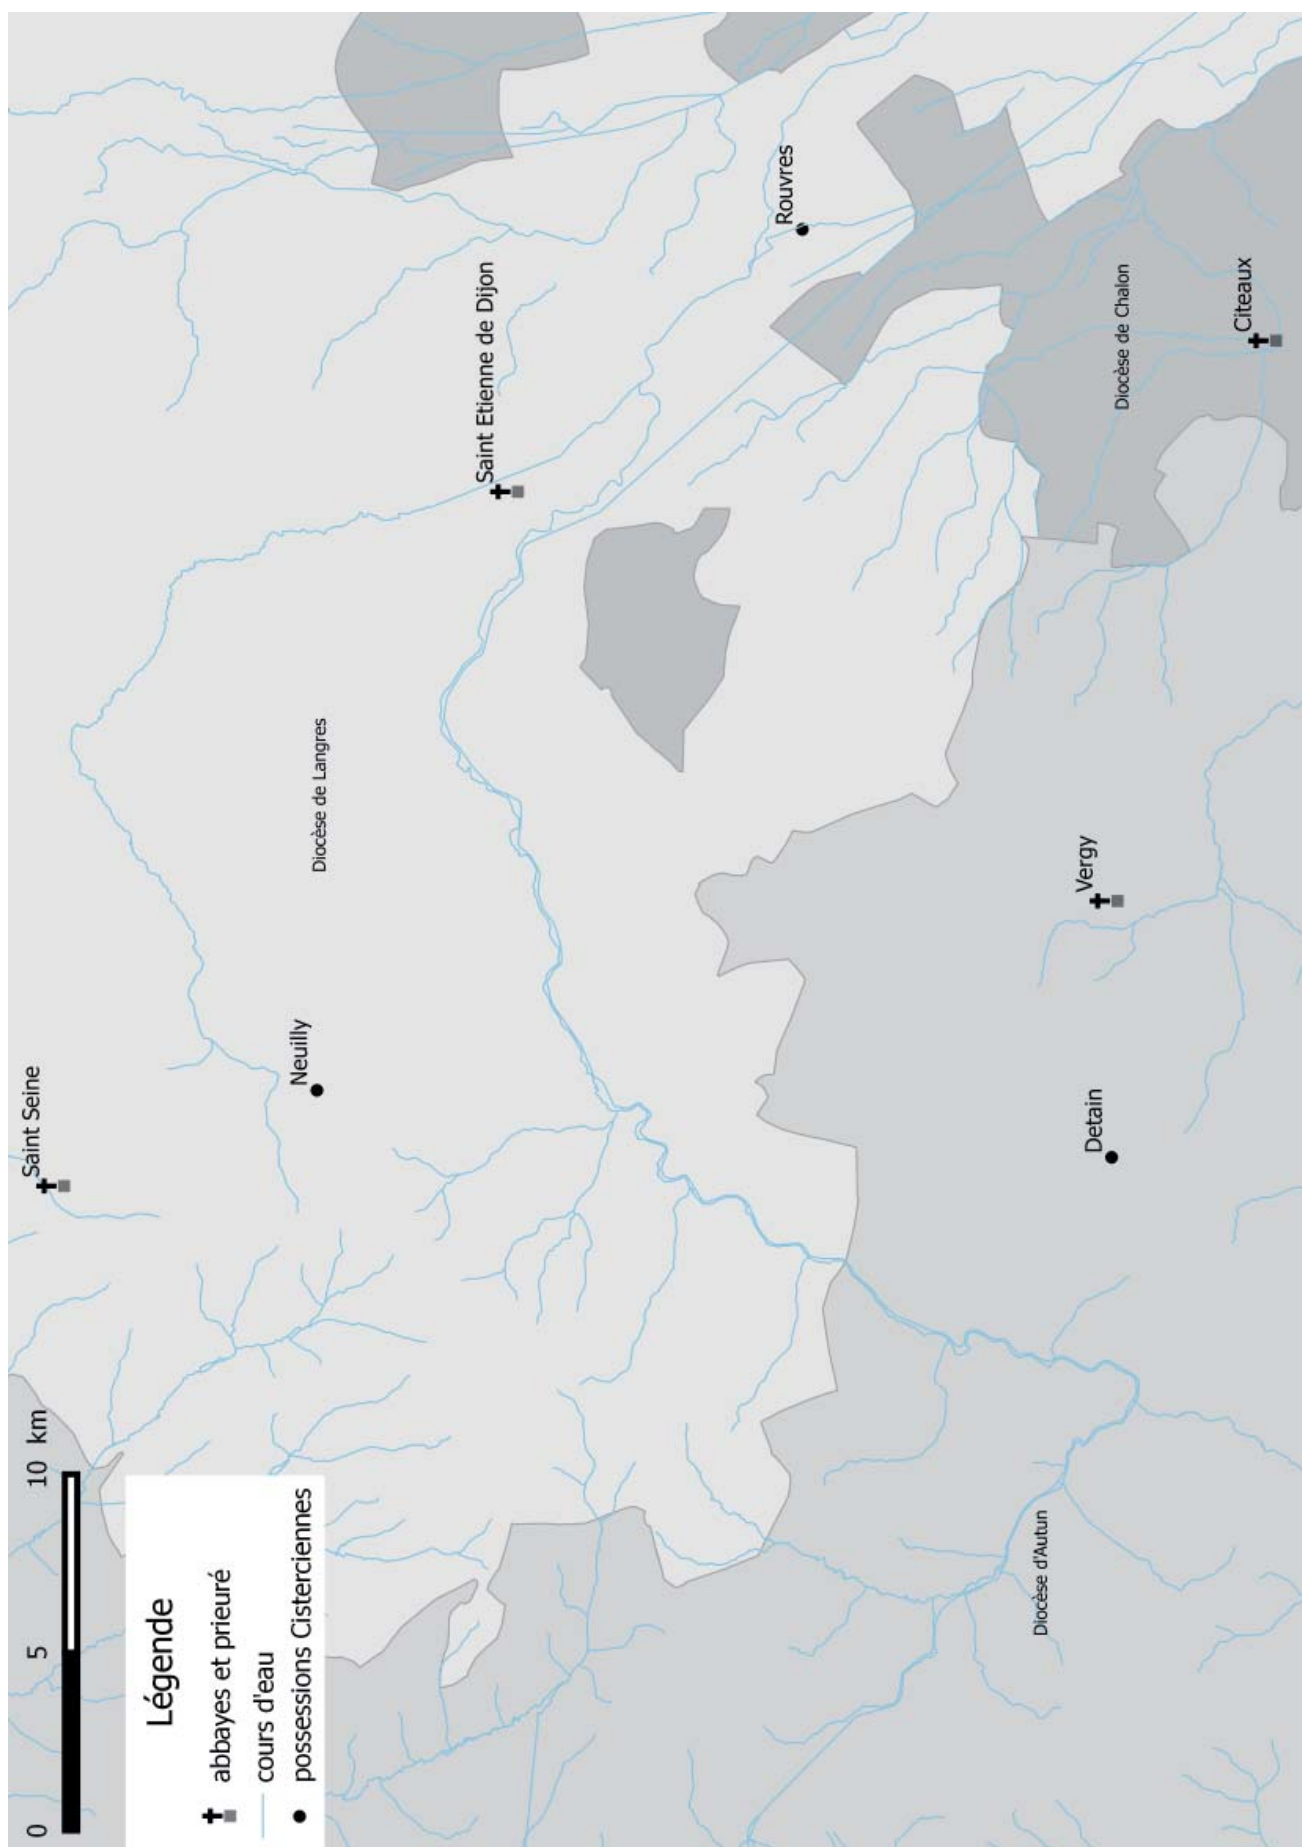 Saint Seine
Neuilly
Diocèse de Langres
Saint Etienne de Dijon
Rouvres
Vergy
Detain
Diocèse de Chalon
Citeaux
Diocèse d'Autun
0 5 10 km
Légende
abbayes et prieuré
cours d'eau
possessions Cisterciennes